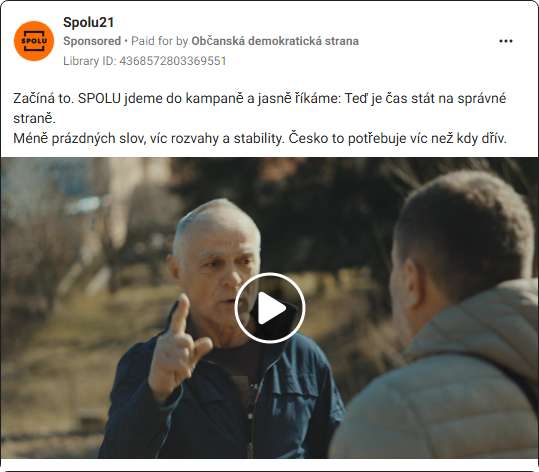 Spolu21
Sponsored • Paid for by Občanská demokratická strana
Library ID: 4368572803369551
SPOLU
Začíná to. SPOLU jdeme do kampaně a jasně říkáme: Teď je čas stát na správné
straně.
Méně prázdných slov, víc rozvahy a stability. Česko to potřebuje víc než kdy dřív.